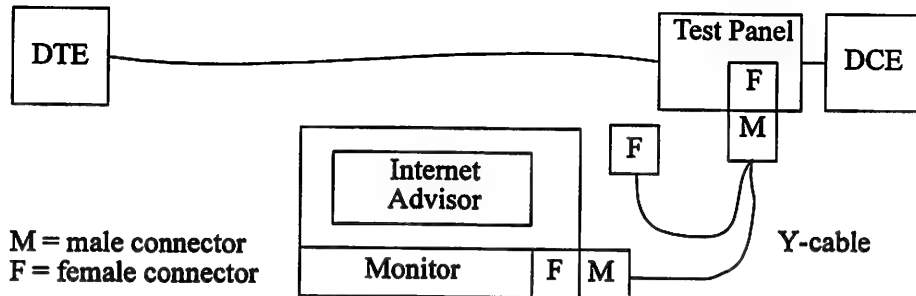 DTE
Test Panel
DCE
F
M
F
Internet
Advisor
M = male connector
F = female connector
Monitor
F
M
Y-cable